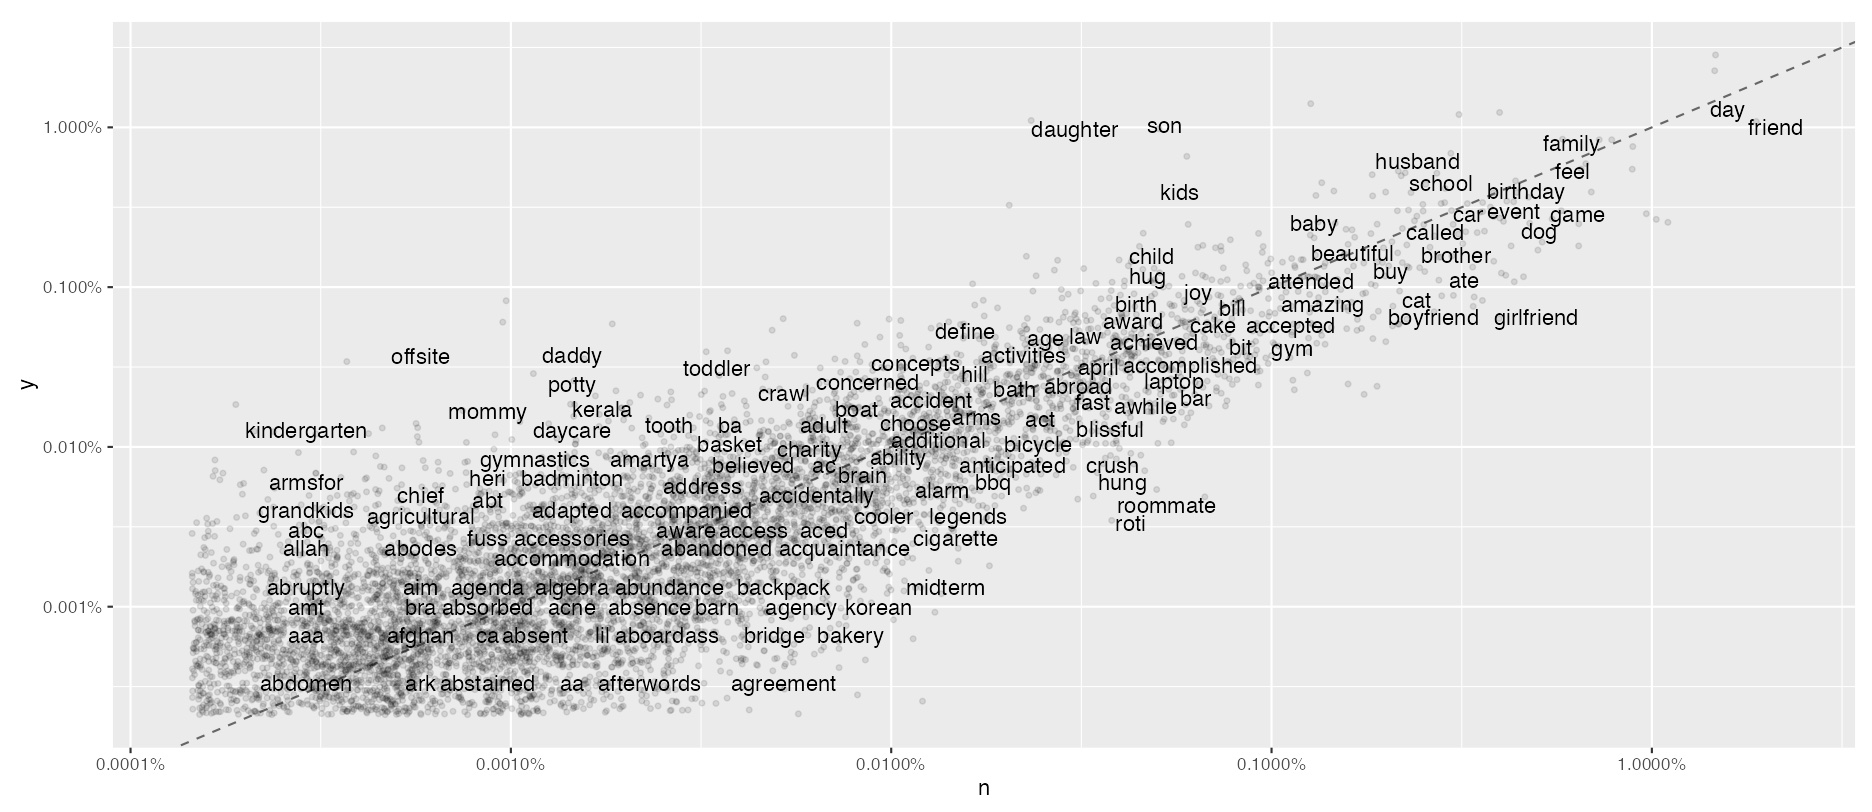 1.000%
0.100%
0.010%
0.001%
y
day
daughter son friend
family
husband feel
school
kids birthday
car event game
baby called dog
child beautiful brother
hug buy
joy attended ate
birth bill amazing cat
award cake accepted boyfriend girlfriend
define age law achieved
offsite daddy activities bit gym
toddler concepts hill april accomplished
potty crawl concerned bath abroad laptop
mommy kerala boat accident fast awhile bar
kindergarten daycare tooth ba adult choose arms act blissful
basket charity additional bicycle
gymnastics amartya believed ac ability anticipated crush
armsfor heri badminton address brain bbq hung
chief abt accidentally alarm
grandkids agricultural adapted accompanied cooler legends roommate
abc fuss accessories aware access aced cigarette roti
allah abodes accommodation abandoned acquaintance
abruptly aim agenda algebra abundance backpack midterm
amt bra absorbed acne absence barn agency korean
aaa afghan ca absent lil aboard ass bridge bakery
abdomen ark abstained aa afterwords agreement
0.0001% 0.0010% 0.0100% 0.1000% 1.0000%
n